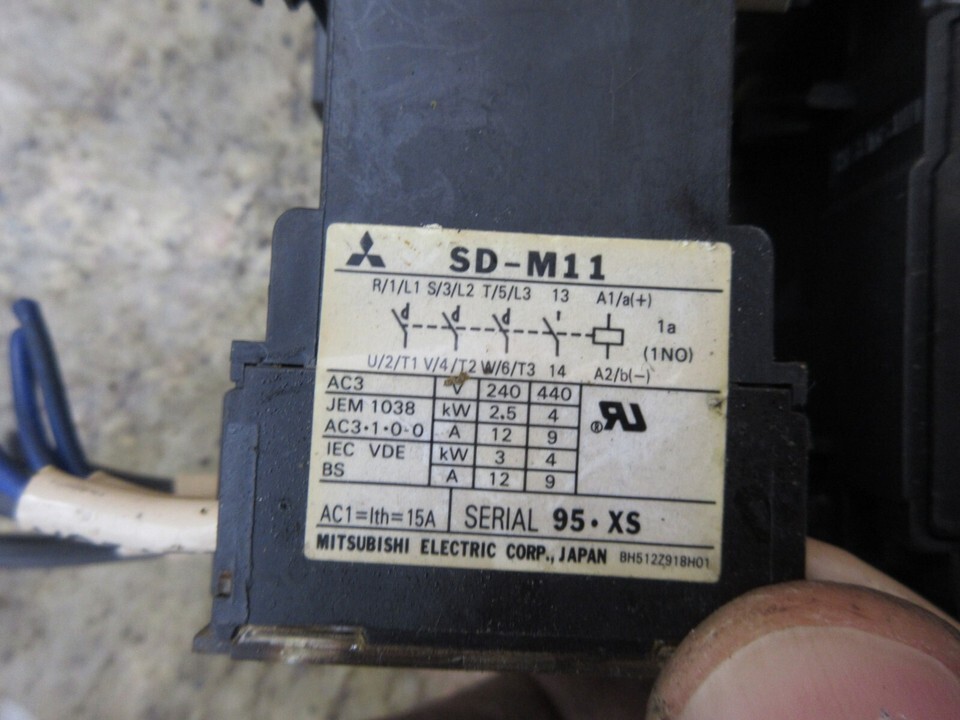 SD-M11
R/1/L1 S/3/L2 T/5/L3 13 A1/a(+)
1a
(1NO)
U/2/T1 V/4/T2 W/6/T3 14 A2/b(-)
AC3 V 240 440
JEM 1038 kW 2.5 4
AC3·1·0-0 A 12 9
IEC VDE kW 3 4
BS A 12 9
RU®
AC1=Ith=15A SERIAL 95·XS
MITSUBISHI ELECTRIC CORP., JAPAN BH512Z918H01